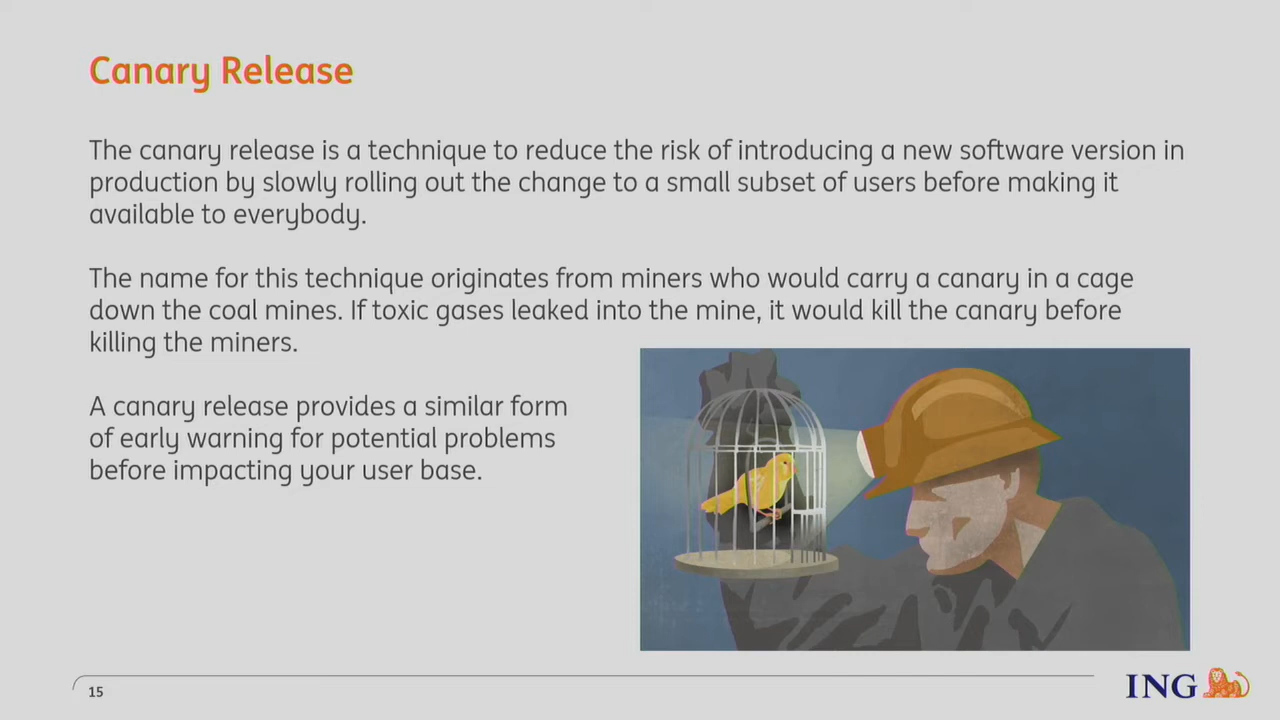 Canary Release
The canary release is a technique to reduce the risk of introducing a new software version in
production by slowly rolling out the change to a small subset of users before making it
available to everybody.
The name for this technique originates from miners who would carry a canary in a cage
down the coal mines. If toxic gases leaked into the mine, it would kill the canary before
killing the miners.
A canary release provides a similar form
of early warning for potential problems
before impacting your user base.
15
ING